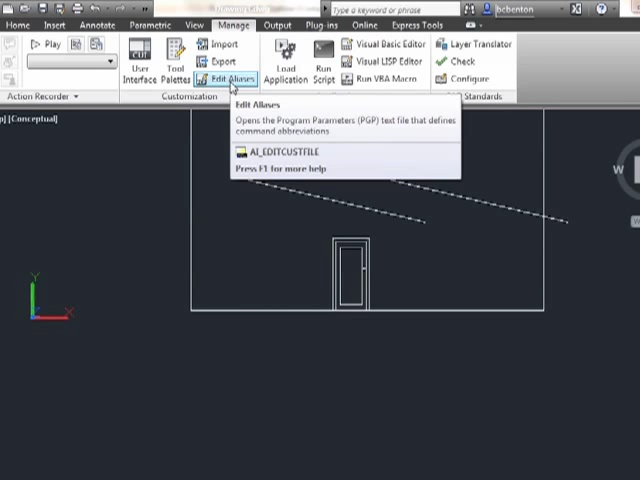 Type a keyword or phrase
bcbenton
Home Insert Annotate Parametric View Manage Output Plug-ins Online Express Tools
Play
User Interface
Tool Palettes
Import
Export
Edit Aliases
Load Application
Run Script
Visual Basic Editor
Visual LISP Editor
Run VBA Macro
Layer Translator
Check
Configure
Action Recorder
Customization
Standards
Edit Aliases
Opens the Program Parameters (PGP) text file that defines
command abbreviations
AI_EDITCUSTFILE
Press F1 for more help
[Conceptual]
W
Y
X